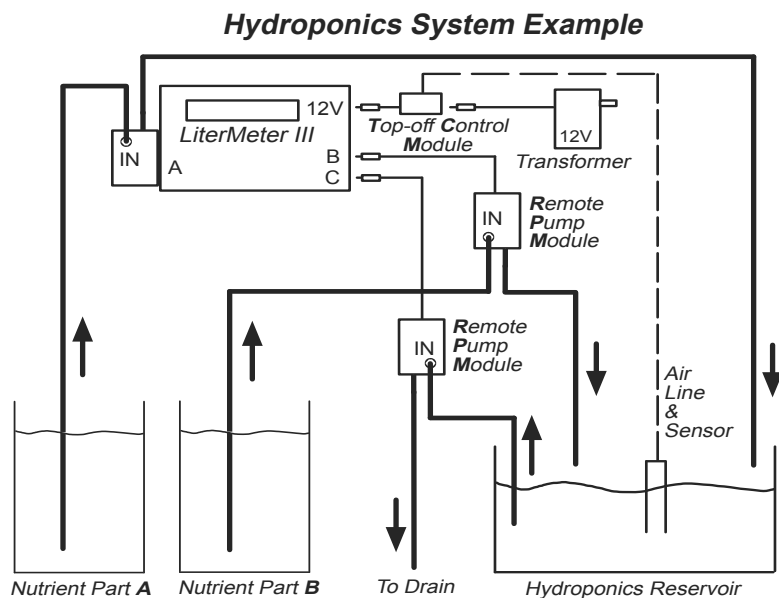 Hydroponics System Example
12V
LiterMeter III
IN
A
B
C
Top-off Control
Module
12V
Transformer
IN
Remote
Pump
Module
IN
Remote
Pump
Module
Air
Line
&
Sensor
Nutrient Part A
Nutrient Part B
To Drain
Hydroponics Reservoir